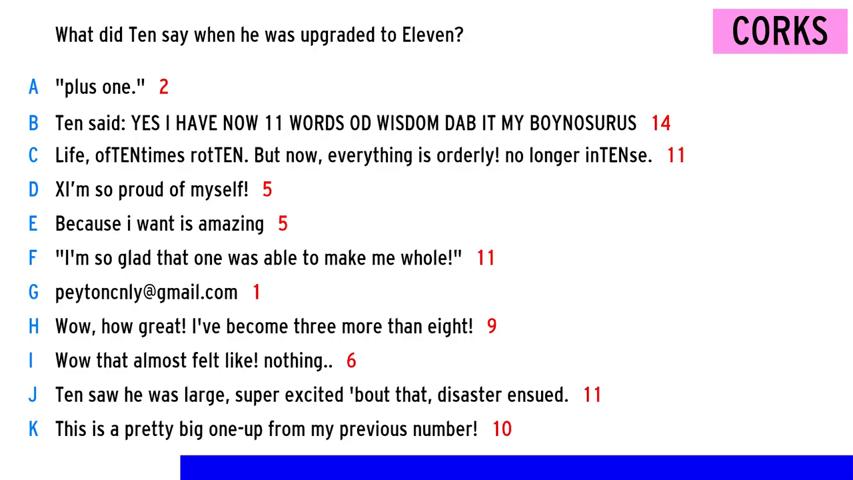 What did Ten say when he was upgraded to Eleven?
CORKS
A "plus one." 2
B Ten said: YES I HAVE NOW 11 WORDS OD WISDOM DAB IT MY BOYNOSURUS 14
C Life, ofTENtimes rotTEN. But now, everything is orderly! no longer inTENse. 11
D XI'm so proud of myself! 5
E Because i want is amazing 5
F "I'm so glad that one was able to make me whole!" 11
G peytoncnly@gmail.com 1
H Wow, how great! I've become three more than eight! 9
I Wow that almost felt like! nothing.. 6
J Ten saw he was large, super excited 'bout that, disaster ensued. 11
K This is a pretty big one-up from my previous number! 10